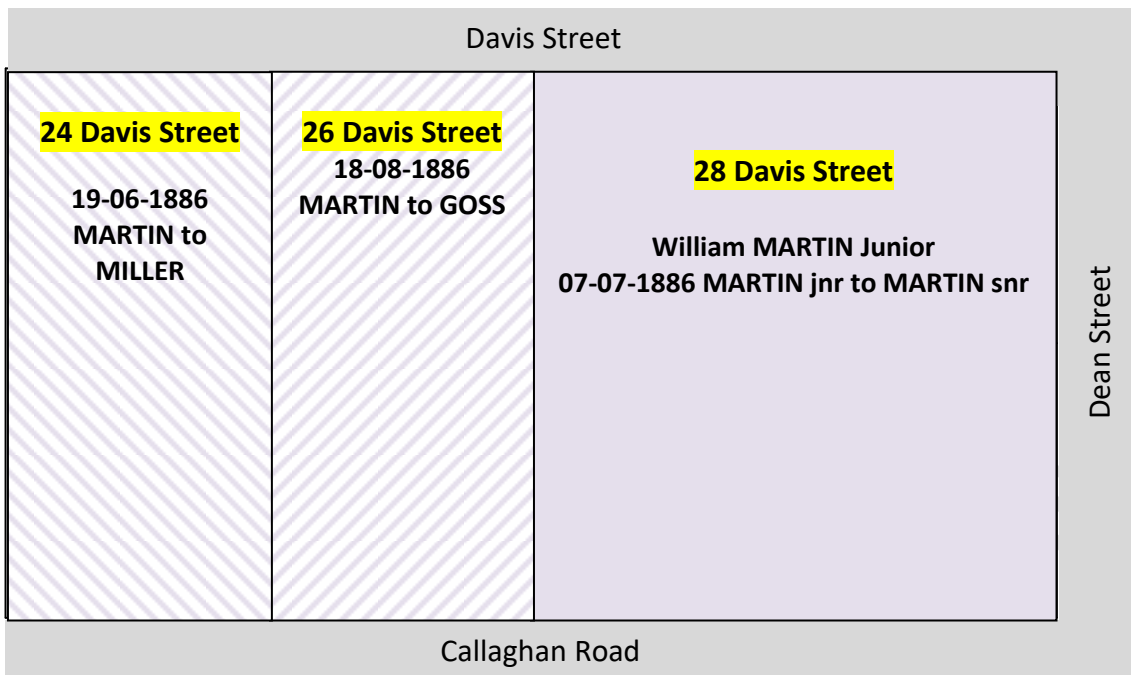 Davis Street
24 Davis Street
19-06-1886
MARTIN to
MILLER
26 Davis Street
18-08-1886
MARTIN to GOSS
28 Davis Street
William MARTIN Junior
07-07-1886 MARTIN jnr to MARTIN snr
Dean Street
Callaghan Road